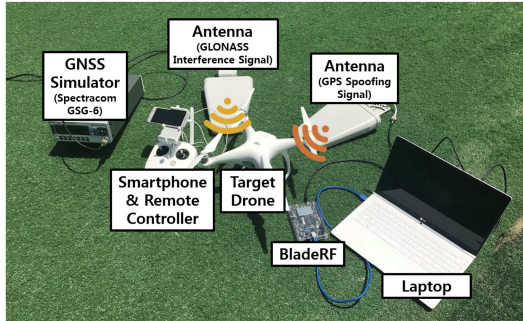 GNSS
Simulator
(Spectracom
GSG-6)
Antenna
(GLONASS
Interference Signal)
Antenna
(GPS Spoofing
Signal)
Smartphone
& Remote
Controller
Target
Drone
BladeRF
Laptop